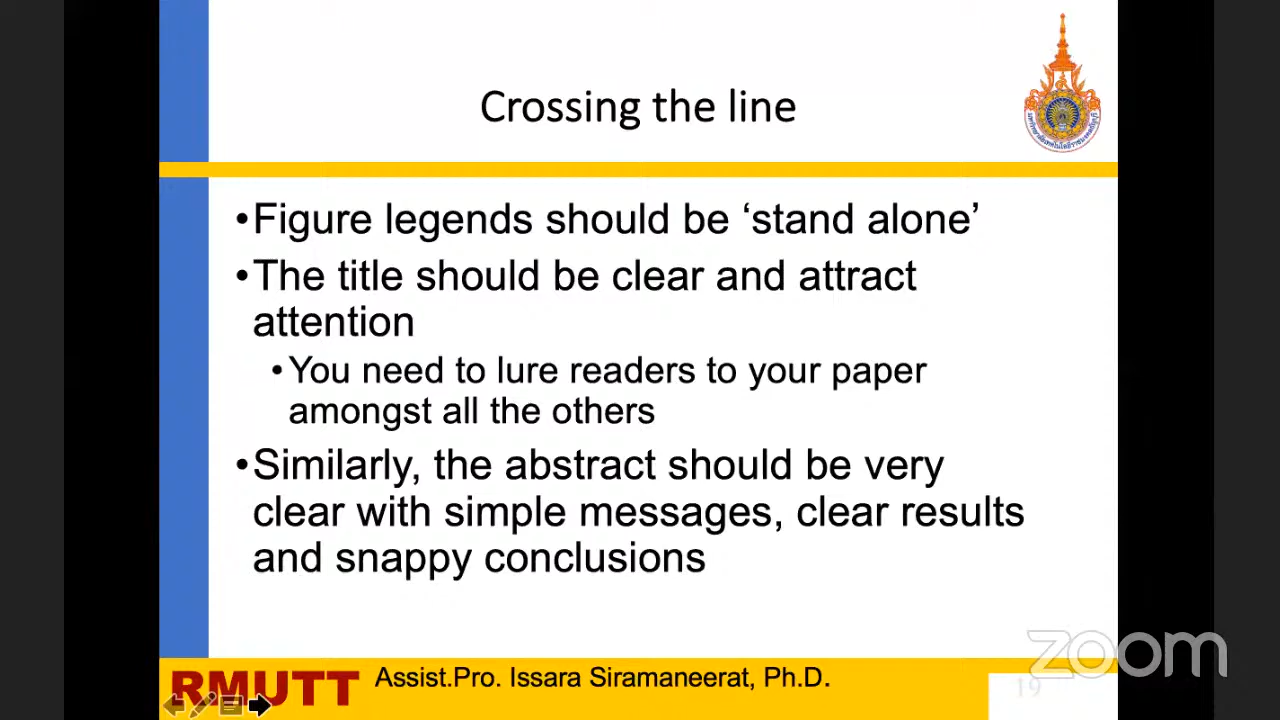 Crossing the line
•Figure legends should be ‘stand alone’
•The title should be clear and attract
attention
•You need to lure readers to your paper
amongst all the others
•Similarly, the abstract should be very
clear with simple messages, clear results
and snappy conclusions
RMUTT
Assist.Pro. Issara Siramaneerat, Ph.D.
19
zoom